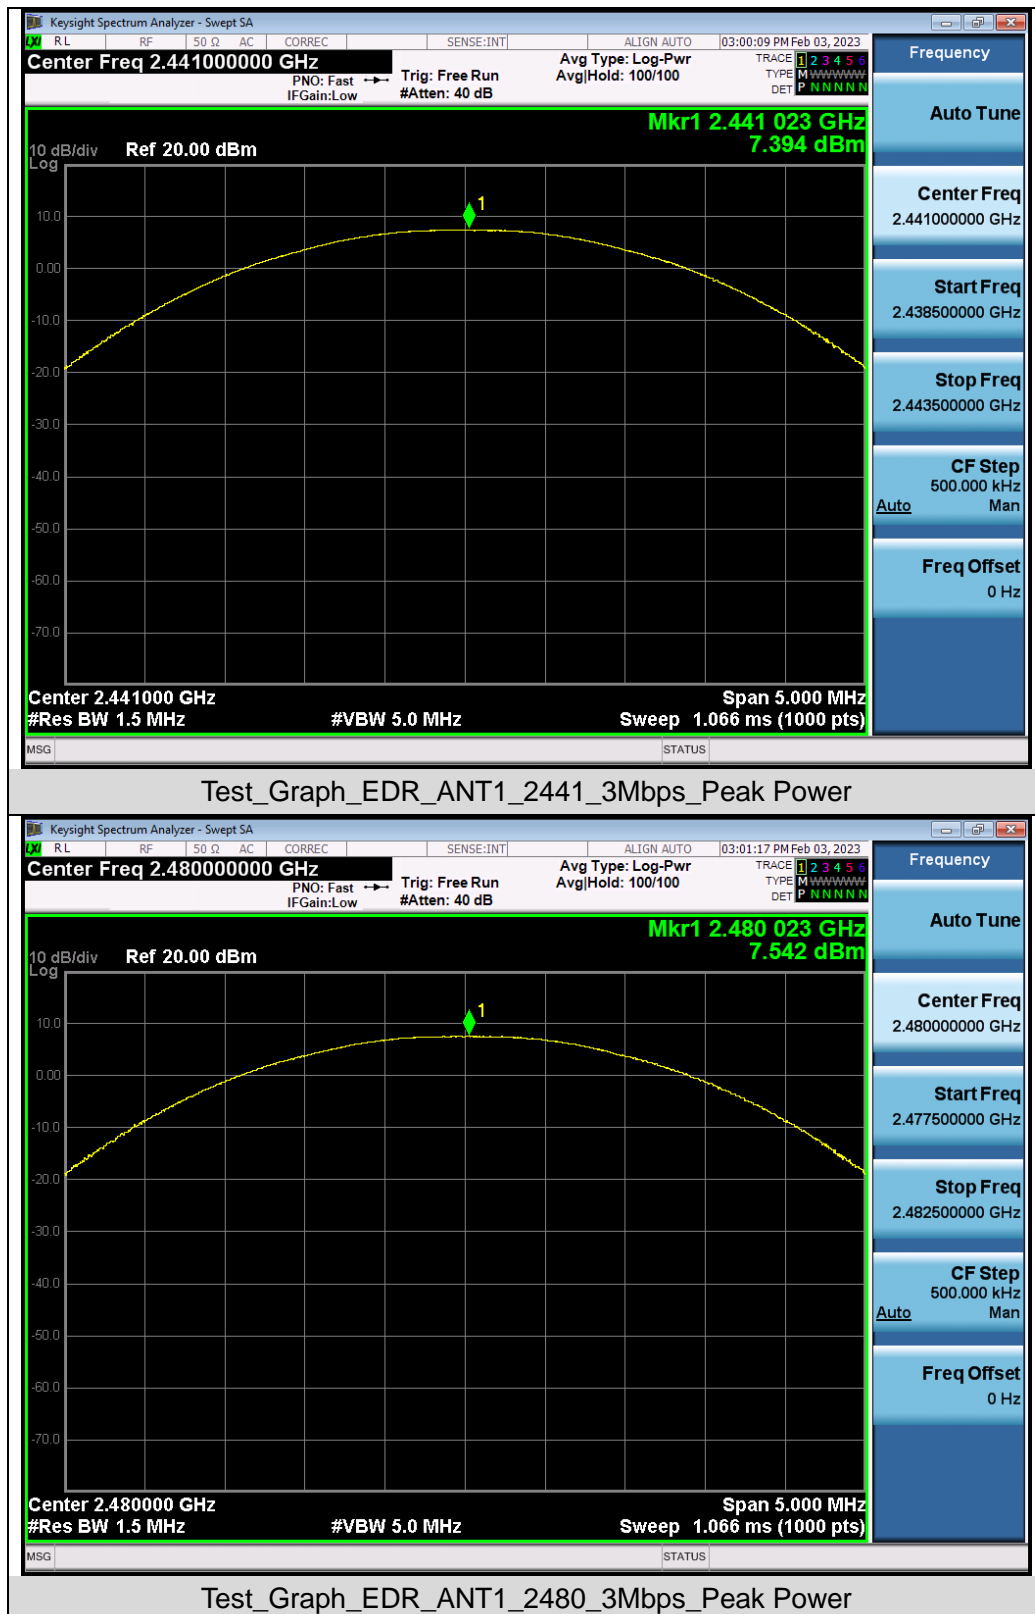 Keysight Spectrum Analyzer - Swept SA
LXI RL RF 50 Ω AC CORREC SENSE:INT ALIGN AUTO 03:00:09 PM Feb 03, 2023
Center Freq 2.441000000 GHz
PNO: Fast
IFGain:Low
Trig: Free Run
#Atten: 40 dB
Avg Type: Log-Pwr
Avg|Hold: 100/100
TRACE 1 2 3 4 5 6
TYPE M WWWWW
DET P N N N N N
Mkr1 2.441 023 GHz
7.394 dBm
10 dB/div Ref 20.00 dBm
Log
1
10.0
0.00
-10.0
-20.0
-30.0
-40.0
-50.0
-60.0
-70.0
Center 2.441000 GHz Span 5.000 MHz
#Res BW 1.5 MHz #VBW 5.0 MHz Sweep 1.066 ms (1000 pts)
MSG STATUS
Frequency
Auto Tune
Center Freq
2.441000000 GHz
Start Freq
2.438500000 GHz
Stop Freq
2.443500000 GHz
CF Step
500.000 kHz
Auto Man
Freq Offset
0 Hz
Test_Graph_EDR_ANT1_2441_3Mbps_Peak Power
Keysight Spectrum Analyzer - Swept SA
LXI RL RF 50 Ω AC CORREC SENSE:INT ALIGN AUTO 03:01:17 PM Feb 03, 2023
Center Freq 2.480000000 GHz
PNO: Fast
IFGain:Low
Trig: Free Run
#Atten: 40 dB
Avg Type: Log-Pwr
Avg|Hold: 100/100
TRACE 1 2 3 4 5 6
TYPE M WWWWW
DET P N N N N N
Mkr1 2.480 023 GHz
7.542 dBm
10 dB/div Ref 20.00 dBm
Log
1
10.0
0.00
-10.0
-20.0
-30.0
-40.0
-50.0
-60.0
-70.0
Center 2.480000 GHz Span 5.000 MHz
#Res BW 1.5 MHz #VBW 5.0 MHz Sweep 1.066 ms (1000 pts)
MSG STATUS
Frequency
Auto Tune
Center Freq
2.480000000 GHz
Start Freq
2.477500000 GHz
Stop Freq
2.482500000 GHz
CF Step
500.000 kHz
Auto Man
Freq Offset
0 Hz
Test_Graph_EDR_ANT1_2480_3Mbps_Peak Power